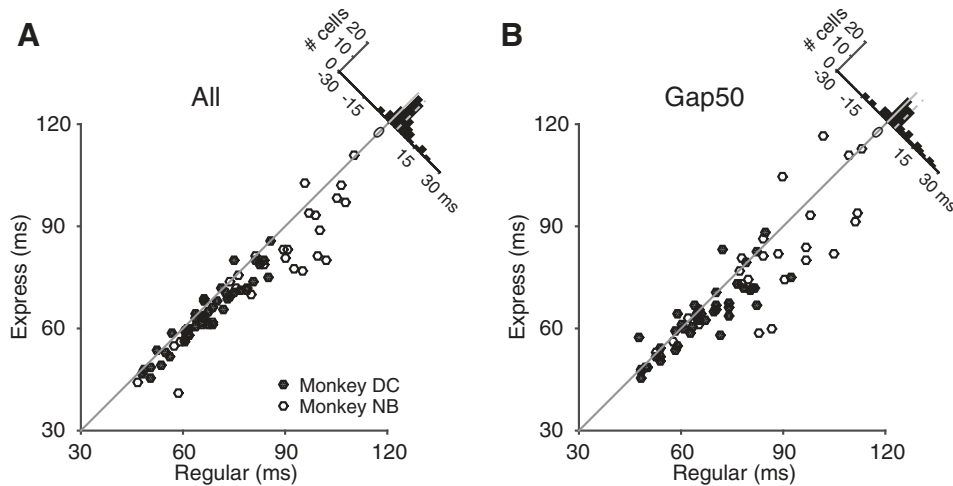 A
All
# cells
0 10 20
-30 -15 15 30 ms
120
90
60
30
Express (ms)
30 60 90 120
Regular (ms)
Monkey DC
Monkey NB
B
Gap50
# cells
0 10 20
-30 -15 15 30 ms
120
90
60
30
Express (ms)
30 60 90 120
Regular (ms)